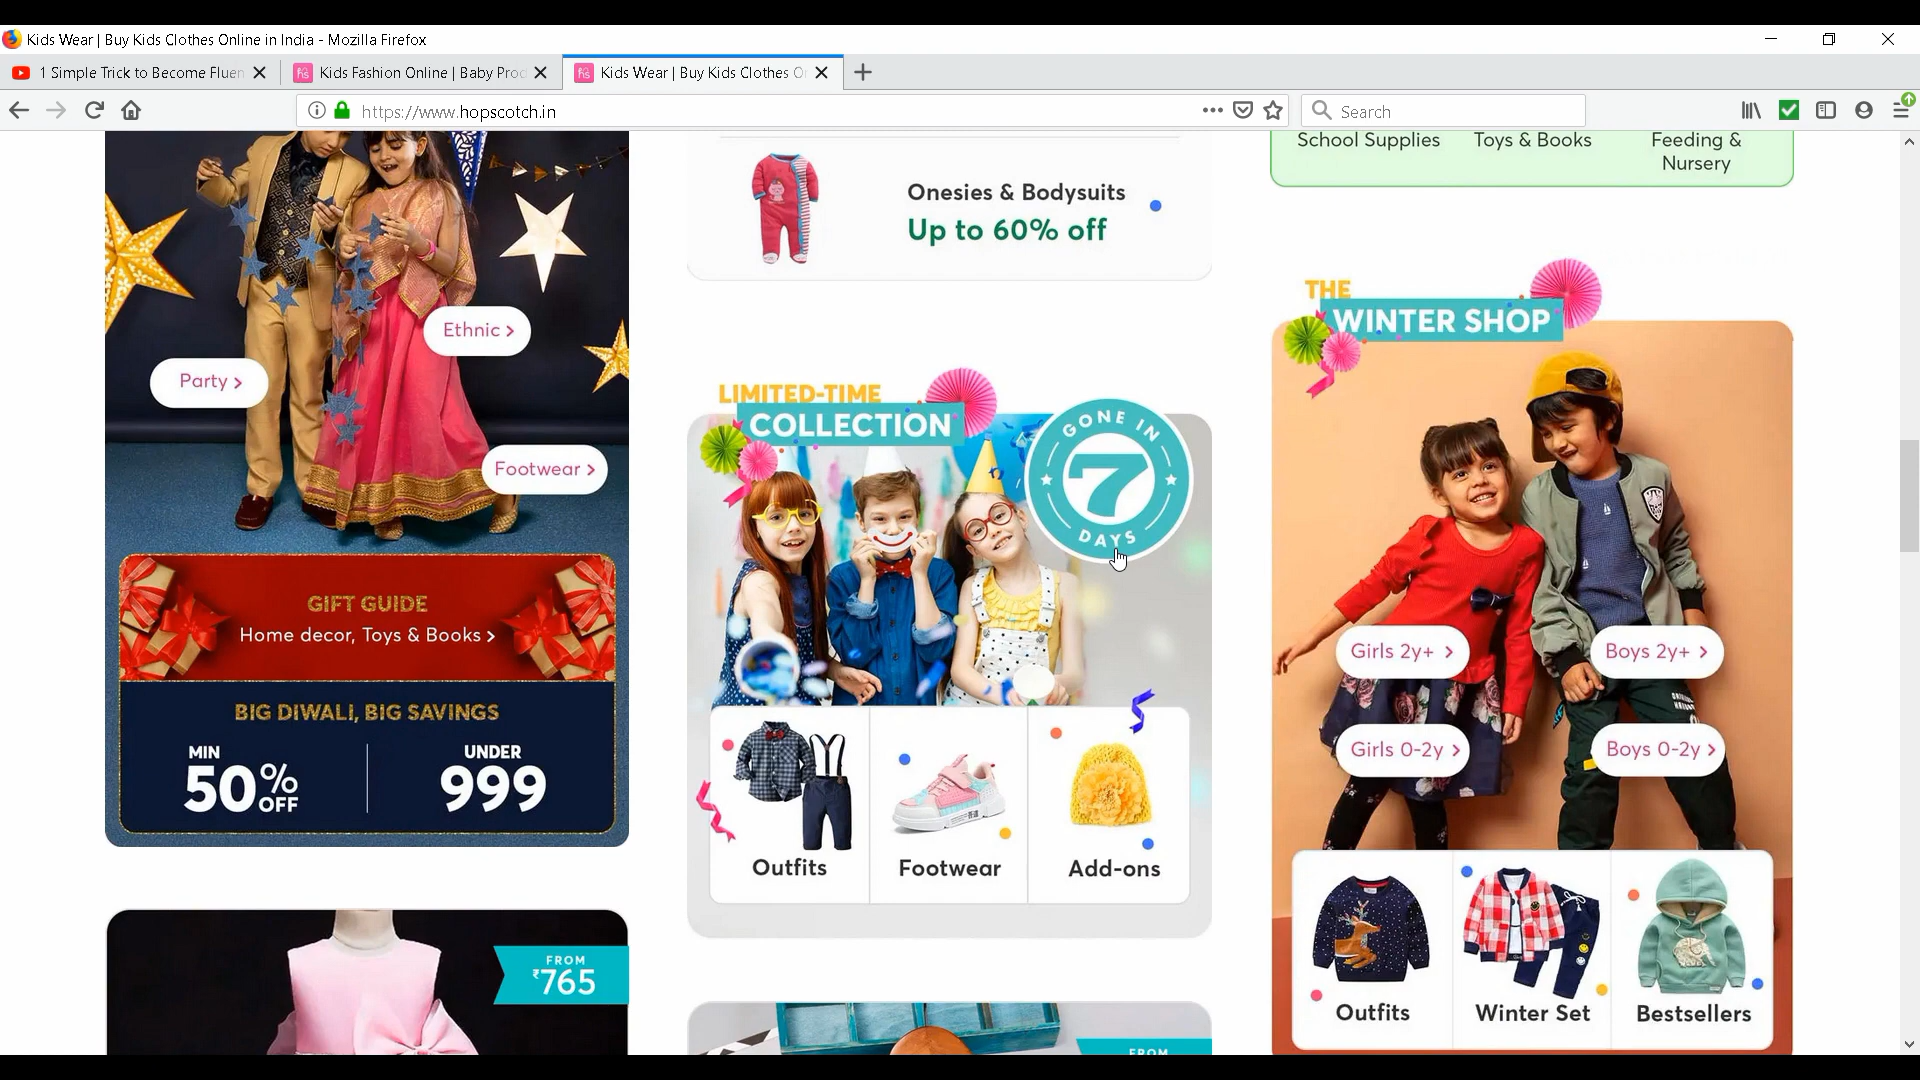 Kids Wear | Buy Kids Clothes Online in India - Mozilla Firefox
1 Simple Trick to Become Fluen
Kids Fashion Online | Baby Proc
Kids Wear | Buy Kids Clothes O
https://www.hopscotch.in
Search
Ethnic >
Party >
Footwear >
GIFT GUIDE
Home decor, Toys & Books >
BIG DIWALI, BIG SAVINGS
MIN
50% OFF
UNDER
999
FROM
₹765
Onesies & Bodysuits
Up to 60% off
LIMITED-TIME
COLLECTION
GONE IN
7
DAYS
Outfits
Footwear
Add-ons
FROM
School Supplies
Toys & Books
Feeding &
Nursery
THE
WINTER SHOP
Girls 2y+ >
Boys 2y+ >
Girls 0-2y >
Boys 0-2y >
Outfits
Winter Set
Bestsellers